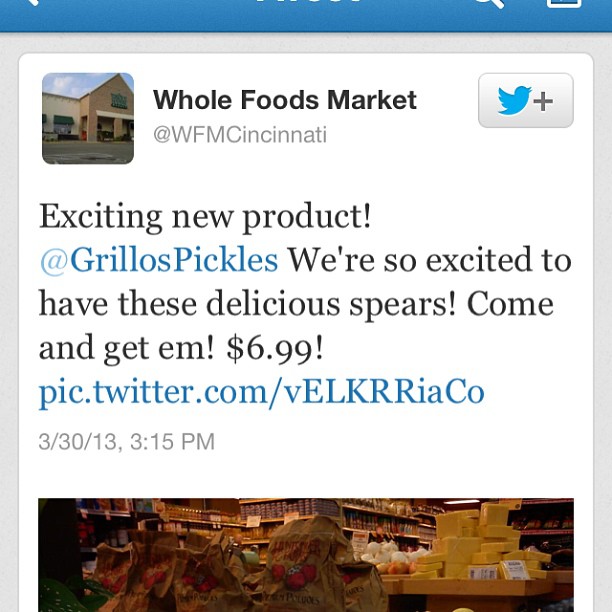 Whole Foods Market
@WFMCincinnati
Exciting new product!
@GrillosPickles We're so excited to
have these delicious spears! Come
and get em! $6.99!
pic.twitter.com/vELKRRiaCo
3/30/13, 3:15 PM